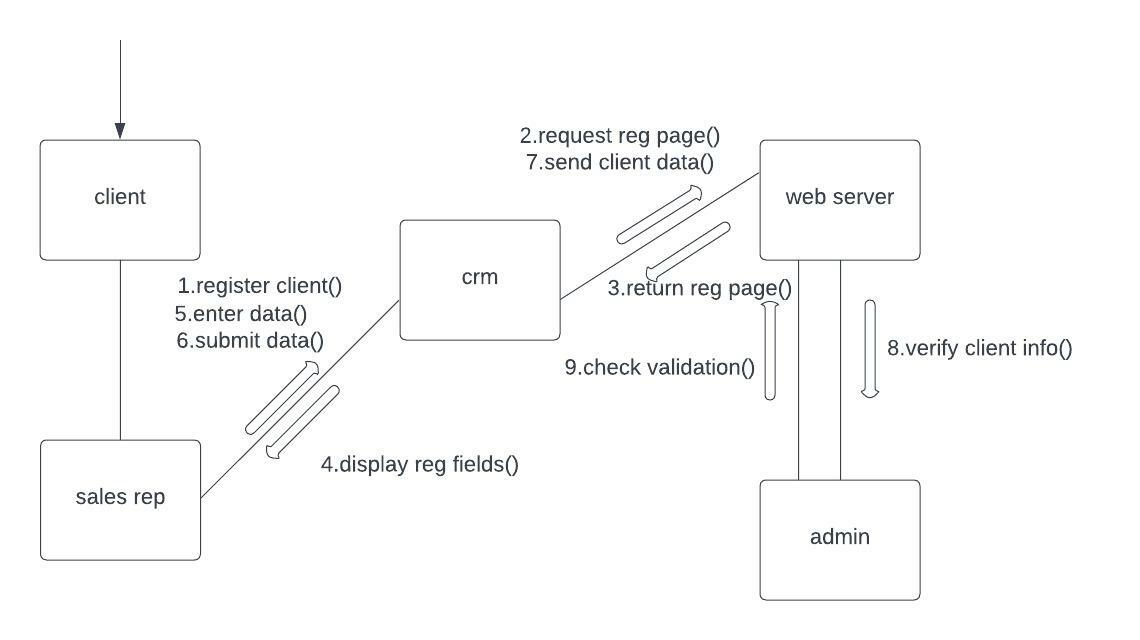 2.request reg page()
7.send client data()
client
web server
crm
1.register client()
5.enter data()
6.submit data()
3.return reg page()
9.check validation()
8.verify client info()
4.display reg fields()
sales rep
admin